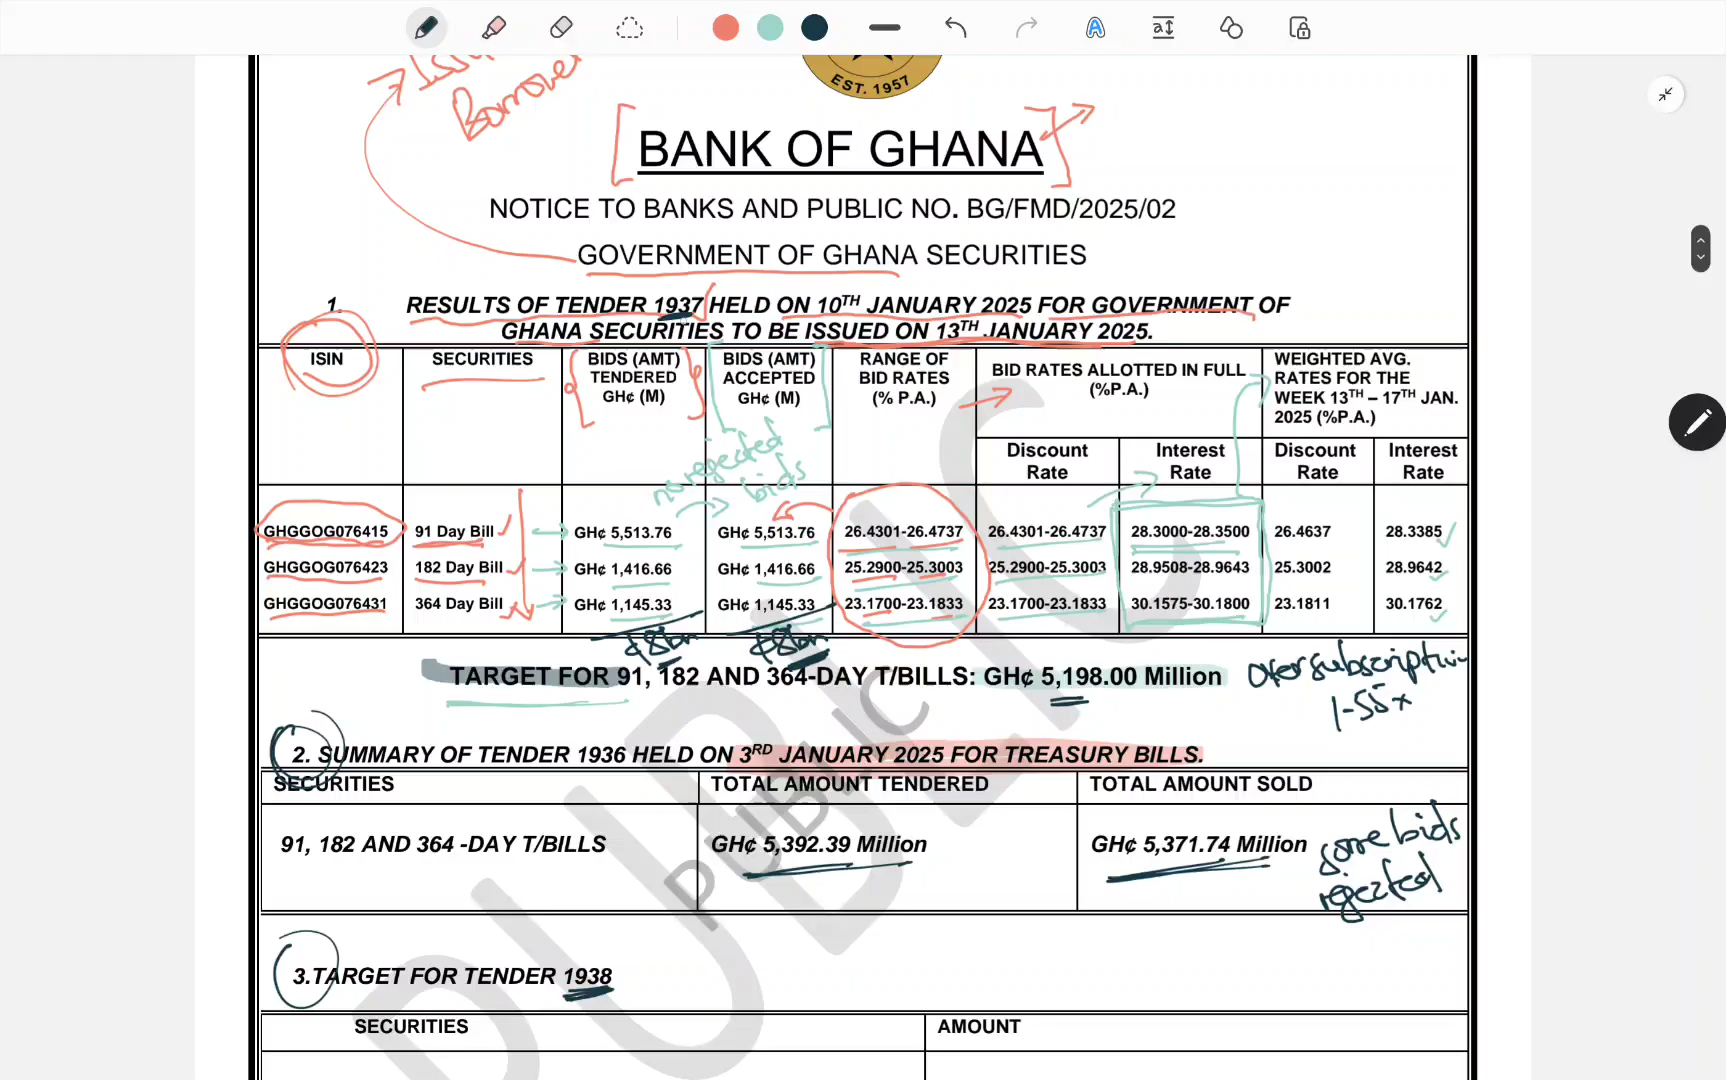 EST. 1957
Borrower
BANK OF GHANA
NOTICE TO BANKS AND PUBLIC NO. BG/FMD/2025/02
GOVERNMENT OF GHANA SECURITIES
1. RESULTS OF TENDER 1937 HELD ON 10TH JANUARY 2025 FOR GOVERNMENT OF
GHANA SECURITIES TO BE ISSUED ON 13TH JANUARY 2025.
ISIN
SECURITIES
BIDS (AMT)
TENDERED
GH¢ (M)
BIDS (AMT)
ACCEPTED
GH¢ (M)
RANGE OF
BID RATES
(% P.A.)
BID RATES ALLOTTED IN FULL
(%P.A.)
WEIGHTED AVG.
RATES FOR THE
WEEK 13TH – 17TH JAN.
2025 (%P.A.)
Discount
Rate
Interest
Rate
Discount
Rate
Interest
Rate
no rejected
bids
GHGGOG076415 91 Day Bill GH¢ 5,513.76 GH¢ 5,513.76 26.4301-26.4737 26.4301-26.4737 28.3000-28.3500 26.4637 28.3385
GHGGOG076423 182 Day Bill GH¢ 1,416.66 GH¢ 1,416.66 25.2900-25.3003 25.2900-25.3003 28.9508-28.9643 25.3002 28.9642
GHGGOG076431 364 Day Bill GH¢ 1,145.33 GH¢ 1,145.33 23.1700-23.1833 23.1700-23.1833 30.1575-30.1800 23.1811 30.1762
¢8bn ¢8bn
TARGET FOR 91, 182 AND 364-DAY T/BILLS: GH¢ 5,198.00 Million
oversubscription
1-55x
2. SUMMARY OF TENDER 1936 HELD ON 3RD JANUARY 2025 FOR TREASURY BILLS.
SECURITIES TOTAL AMOUNT TENDERED TOTAL AMOUNT SOLD
91, 182 AND 364 -DAY T/BILLS GH¢ 5,392.39 Million GH¢ 5,371.74 Million
some bids
rejected
3.TARGET FOR TENDER 1938
SECURITIES AMOUNT
PUBLIC
PUBLIC